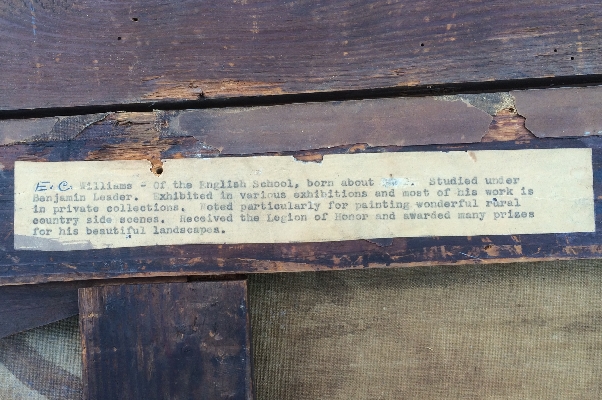 E. C. Williams - Of the English School, born about Studied under
Benjamin Leader. Exhibited in various exhibitions and most of his work is
in private collections. Noted particularly for painting wonderful rural
country side scenes. Received the Legion of Honor and awarded many prizes
for his beautiful landscapes.